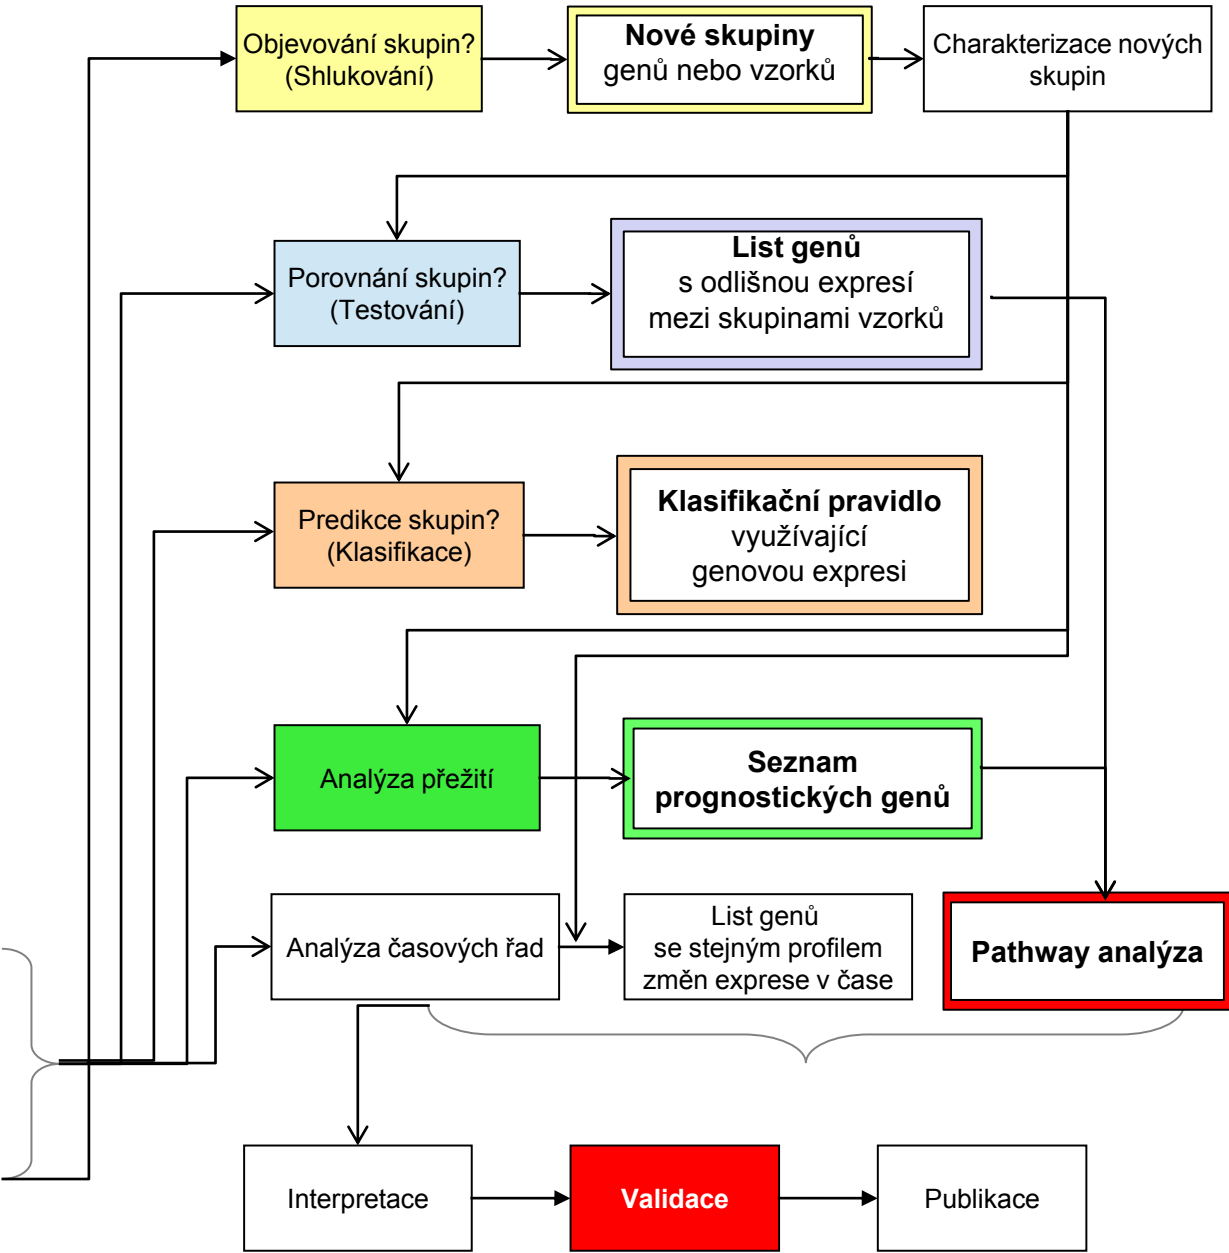 Objevování skupin?
(Shlukování)
Nové skupiny
genů nebo vzorků
Charakterizace nových
skupin
Porovnání skupin?
(Testování)
List genů
s odlišnou expresí
mezi skupinami vzorků
Predikce skupin?
(Klasifikace)
Klasifikační pravidlo
využívající
genovou expresi
Analýza přežití
Seznam
prognostických genů
Analýza časových řad
List genů
se stejným profilem
změn exprese v čase
Pathway analýza
Interpretace
Validace
Publikace